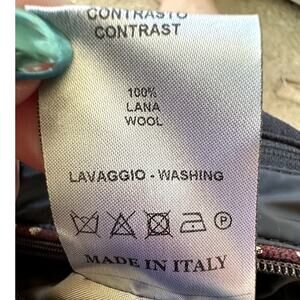 CONTRASTO
CONTRAST
100%
LANA
WOOL
LAVAGGIO - WASHING
P
MADE IN ITALY